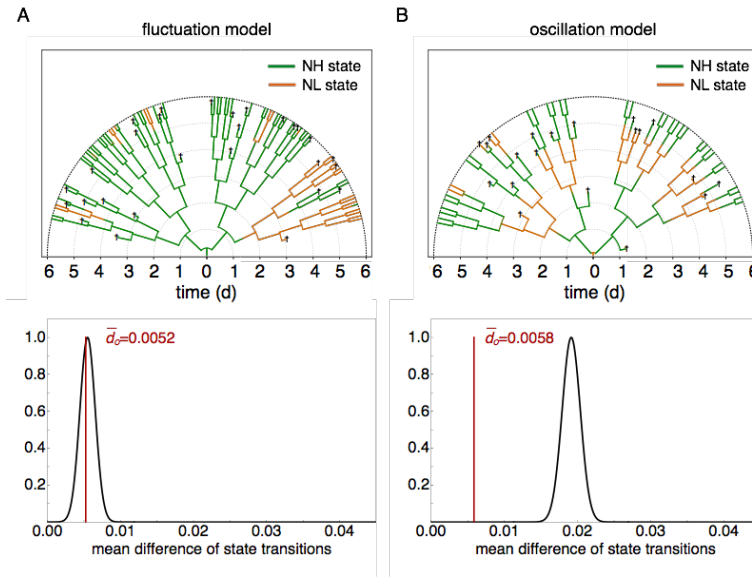 A
fluctuation model
NH state
NL state
6 5 4 3 2 1 0 1 2 3 4 5 6
time (d)
d̅ₒ=0.0052
1.0
0.8
0.6
0.4
0.2
0.00 0.01 0.02 0.03 0.04
mean difference of state transitions
B
oscillation model
NH state
NL state
6 5 4 3 2 1 0 1 2 3 4 5 6
time (d)
d̅ₒ=0.0058
1.0
0.8
0.6
0.4
0.2
0.00 0.01 0.02 0.03 0.04
mean difference of state transitions